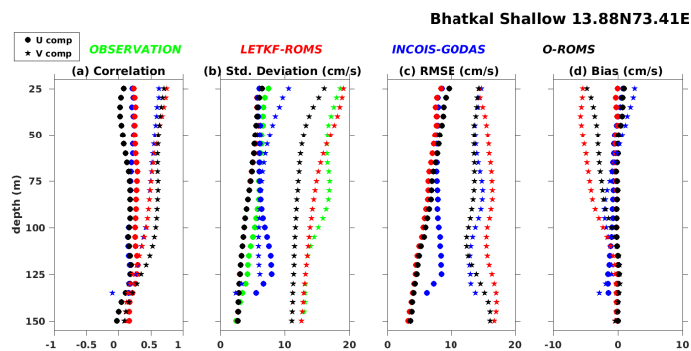 Bhatkal Shallow 13.88N73.41E
U comp
V comp
OBSERVATION LETKF-ROMS INCOIS-GODAS O-ROMS
(a) Correlation (b) Std. Deviation (cm/s) (c) RMSE (cm/s) (d) Bias (cm/s)
depth (m)
25
50
75
100
125
150
-1 -0.5 0 0.5 1 0 10 20 0 10 20 -10 0 10